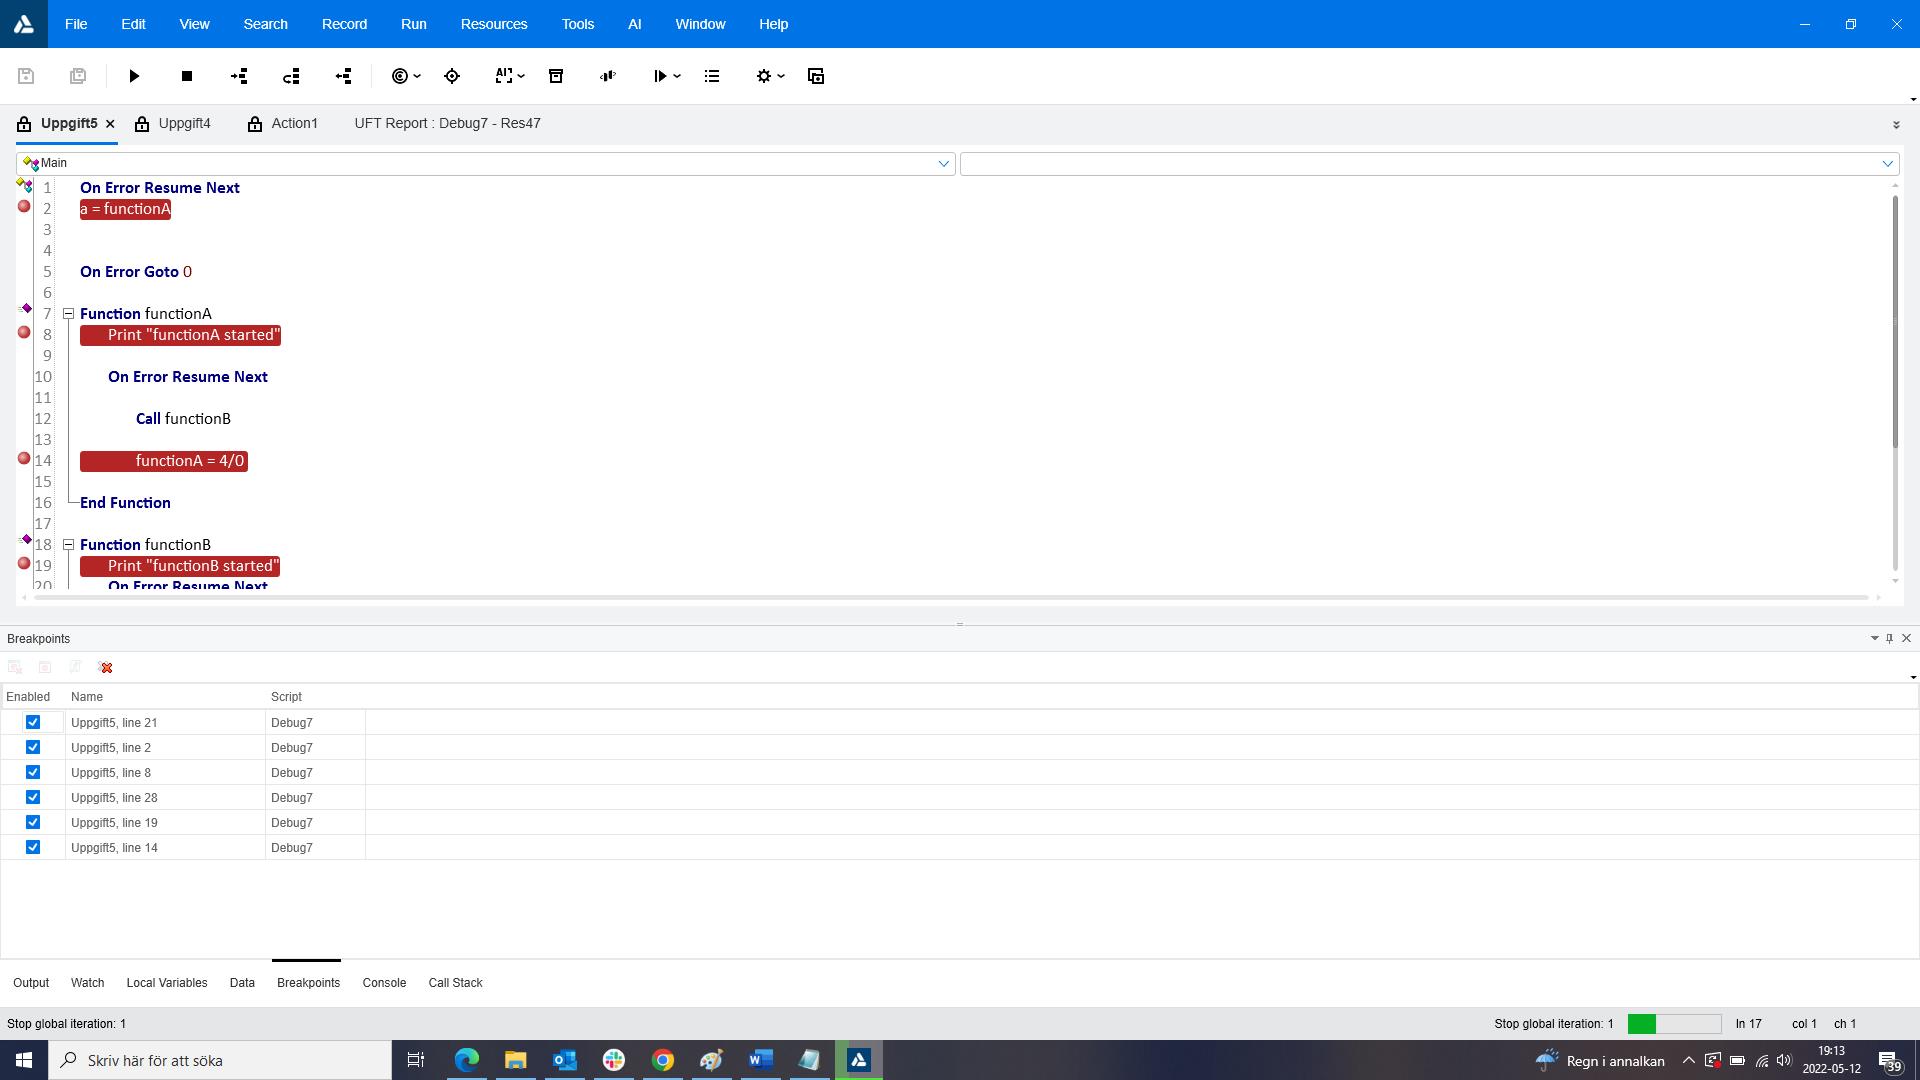 File Edit View Search Record Run Resources Tools AI Window Help
AI
Uppgift5 Uppgift4 Action1 UFT Report : Debug7 - Res47
Main
1 On Error Resume Next
2 a = functionA
3
4
5 On Error Goto 0
6
7 Function functionA
8 Print "functionA started"
9
10 On Error Resume Next
11
12 Call functionB
13
14 functionA = 4/0
15
16 End Function
17
18 Function functionB
19 Print "functionB started"
20 On Error Resume Next
Breakpoints
Enabled Name Script
Uppgift5, line 21 Debug7
Uppgift5, line 2 Debug7
Uppgift5, line 8 Debug7
Uppgift5, line 28 Debug7
Uppgift5, line 19 Debug7
Uppgift5, line 14 Debug7
Output Watch Local Variables Data Breakpoints Console Call Stack
Stop global iteration: 1 Stop global iteration: 1 ln 17 col 1 ch 1
Skriv här för att söka Regn i annalkan 19:13
2022-05-12 39